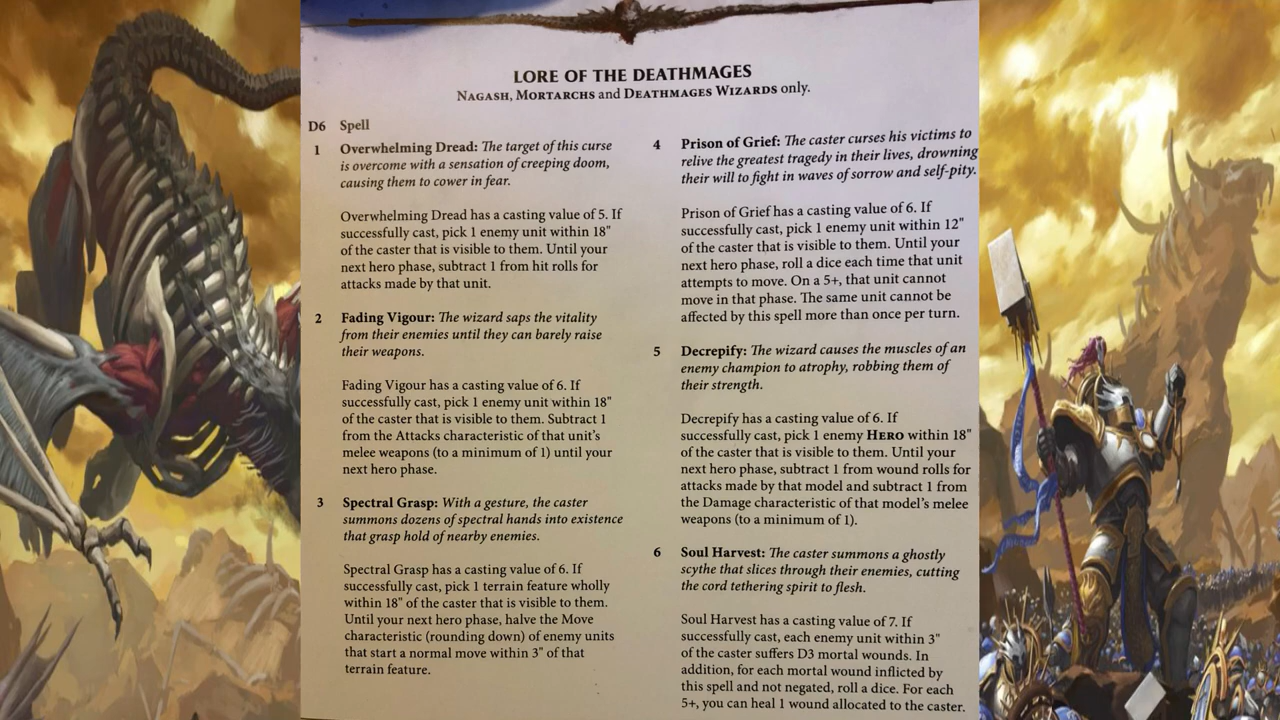 LORE OF THE DEATHMAGES
NAGASH, MORTARCHS and DEATHMAGES WIZARDS only.
D6 Spell
1 Overwhelming Dread: The target of this curse
is overcome with a sensation of creeping doom,
causing them to cower in fear.
Overwhelming Dread has a casting value of 5. If
successfully cast, pick 1 enemy unit within 18"
of the caster that is visible to them. Until your
next hero phase, subtract 1 from hit rolls for
attacks made by that unit.
2 Fading Vigour: The wizard saps the vitality
from their enemies until they can barely raise
their weapons.
Fading Vigour has a casting value of 6. If
successfully cast, pick 1 enemy unit within 18"
of the caster that is visible to them. Subtract 1
from the Attacks characteristic of that unit's
melee weapons (to a minimum of 1) until your
next hero phase.
3 Spectral Grasp: With a gesture, the caster
summons dozens of spectral hands into existence
that grasp hold of nearby enemies.
Spectral Grasp has a casting value of 6. If
successfully cast, pick 1 terrain feature wholly
within 18" of the caster that is visible to them.
Until your next hero phase, halve the Move
characteristic (rounding down) of enemy units
that start a normal move within 3" of that
terrain feature.
4 Prison of Grief: The caster curses his victims to
relive the greatest tragedy in their lives, drowning
their will to fight in waves of sorrow and self-pity.
Prison of Grief has a casting value of 6. If
successfully cast, pick 1 enemy unit within 12"
of the caster that is visible to them. Until your
next hero phase, roll a dice each time that unit
attempts to move. On a 5+, that unit cannot
move in that phase. The same unit cannot be
affected by this spell more than once per turn.
5 Decrepify: The wizard causes the muscles of an
enemy champion to atrophy, robbing them of
their strength.
Decrepify has a casting value of 6. If
successfully cast, pick 1 enemy HERO within 18"
of the caster that is visible to them. Until your
next hero phase, subtract 1 from wound rolls for
attacks made by that model and subtract 1 from
the Damage characteristic of that model's melee
weapons (to a minimum of 1).
6 Soul Harvest: The caster summons a ghostly
scythe that slices through their enemies, cutting
the cord tethering spirit to flesh.
Soul Harvest has a casting value of 7. If
successfully cast, each enemy unit within 3"
of the caster suffers D3 mortal wounds. In
addition, for each mortal wound inflicted by
this spell and not negated, roll a dice. For each
5+, you can heal 1 wound allocated to the caster.